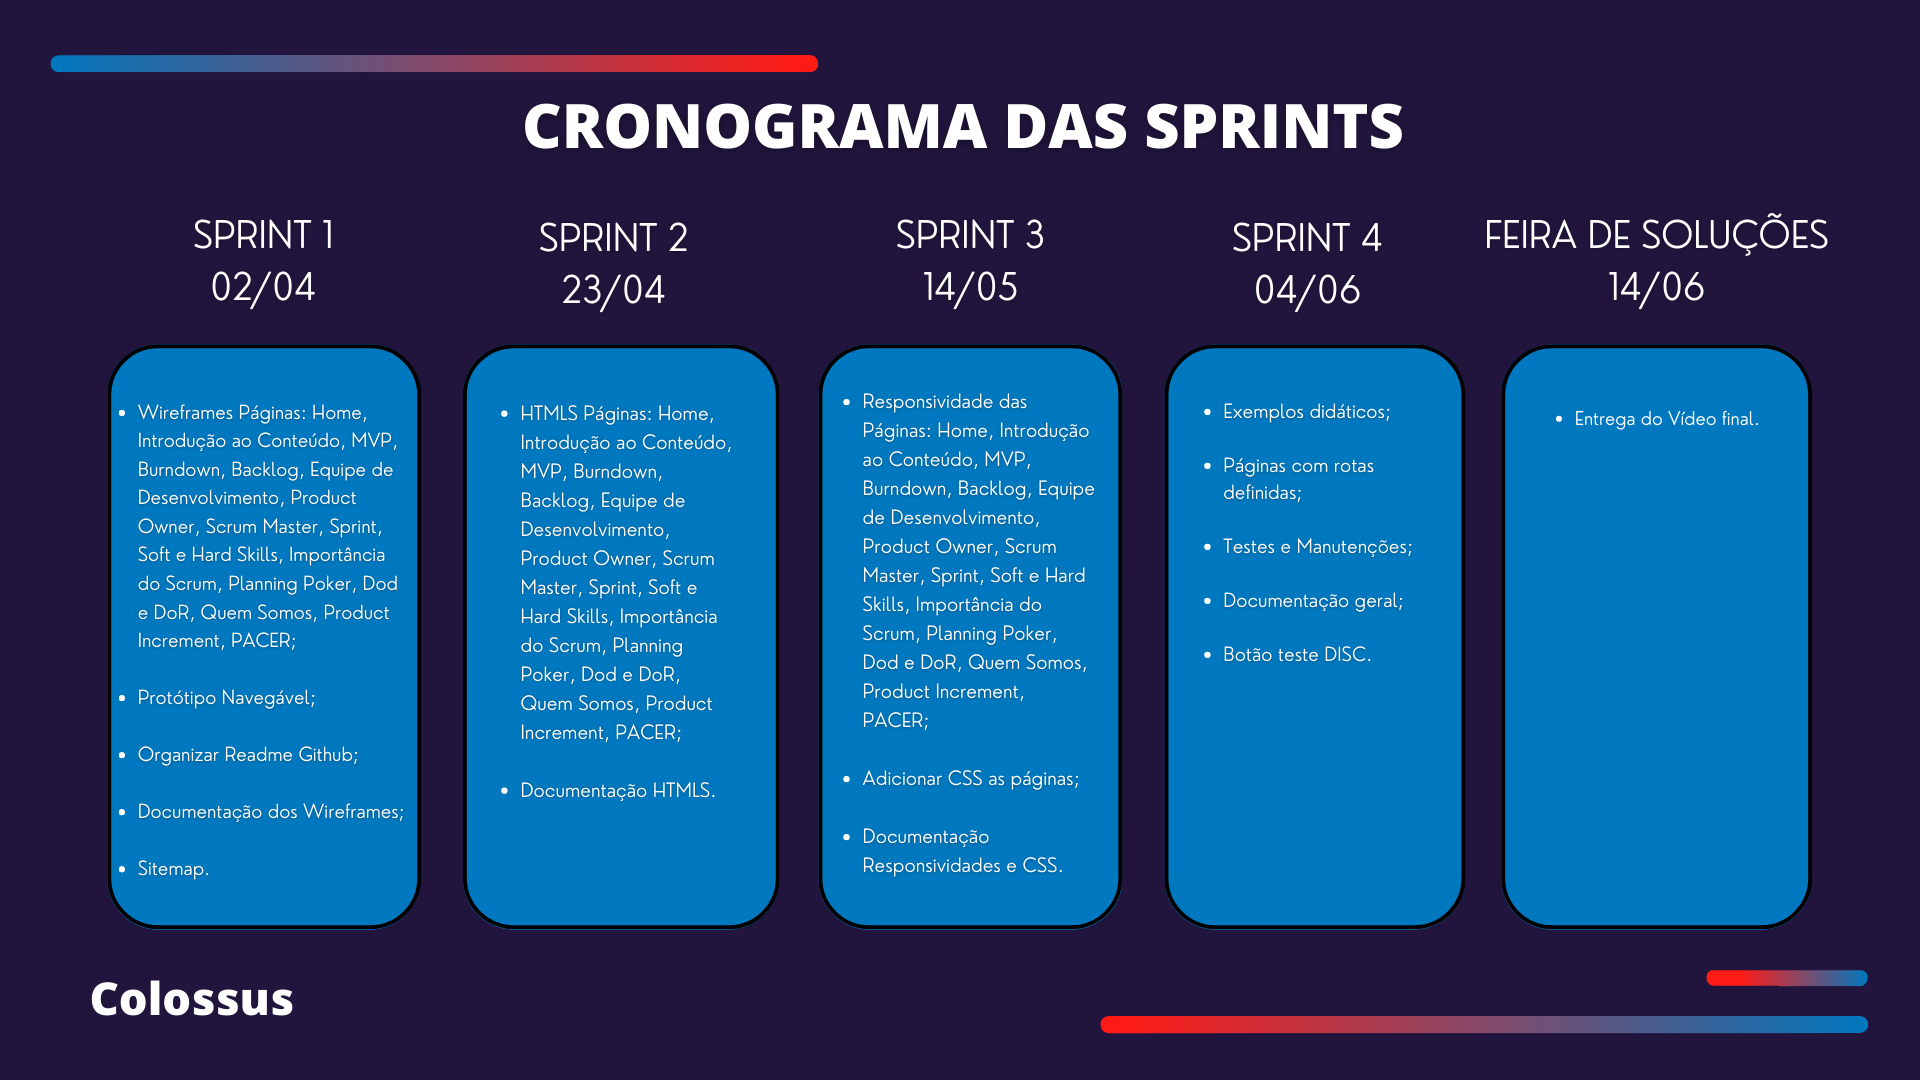 CRONOGRAMA DAS SPRINTS
SPRINT 1
02/04
• Wireframes Páginas: Home,
Introdução ao Conteúdo, MVP,
Burndown, Backlog, Equipe de
Desenvolvimento, Product
Owner, Scrum Master, Sprint,
Soft e Hard Skills, Importância
do Scrum, Planning Poker, Dod
e DoR, Quem Somos, Product
Increment, PACER;
• Protótipo Navegável;
• Organizar Readme Github;
• Documentação dos Wireframes;
• Sitemap.
SPRINT 2
23/04
• HTMLS Páginas: Home,
Introdução ao Conteúdo,
MVP, Burndown,
Backlog, Equipe de
Desenvolvimento,
Product Owner, Scrum
Master, Sprint, Soft e
Hard Skills, Importância
do Scrum, Planning
Poker, Dod e DoR,
Quem Somos, Product
Increment, PACER;
• Documentação HTMLS.
SPRINT 3
14/05
• Responsividade das
Páginas: Home, Introdução
ao Conteúdo, MVP,
Burndown, Backlog, Equipe
de Desenvolvimento,
Product Owner, Scrum
Master, Sprint, Soft e Hard
Skills, Importância do
Scrum, Planning Poker,
Dod e DoR, Quem Somos,
Product Increment,
PACER;
• Adicionar CSS as páginas;
• Documentação
Responsividades e CSS.
SPRINT 4
04/06
• Exemplos didáticos;
• Páginas com rotas
definidas;
• Testes e Manutenções;
• Documentação geral;
• Botão teste DISC.
FEIRA DE SOLUÇÕES
14/06
• Entrega do Vídeo final.
Colossus